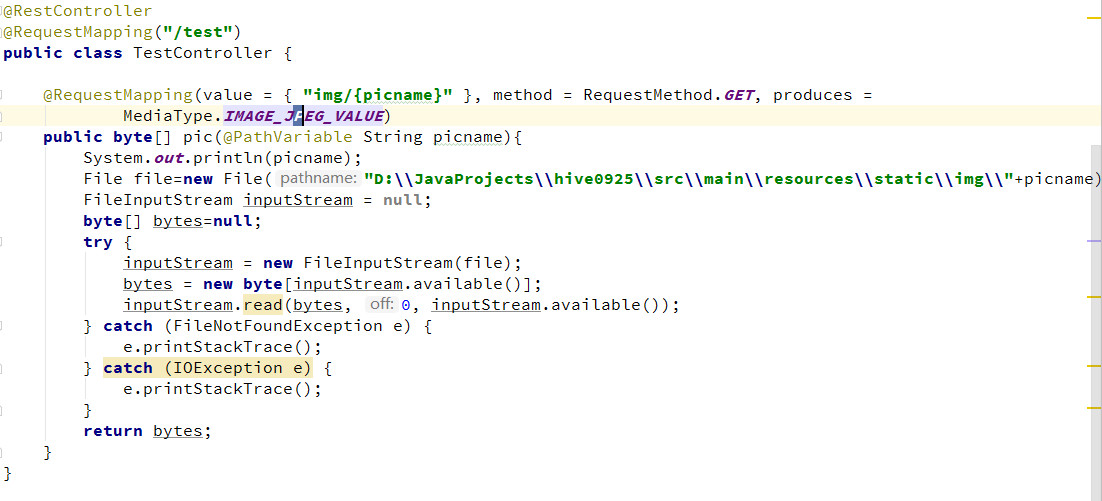 @RestController
@RequestMapping("/test")
public class TestController {
@RequestMapping(value = { "img/{picname}" }, method = RequestMethod.GET, produces =
MediaType.IMAGE_JPEG_VALUE)
public byte[] pic(@PathVariable String picname){
System.out.println(picname);
File file=new File( pathname: "D:\\JavaProjects\\hive0925\\src\\main\\resources\\static\\img\\"+picname)
FileInputStream inputStream = null;
byte[] bytes=null;
try {
inputStream = new FileInputStream(file);
bytes = new byte[inputStream.available()];
inputStream.read(bytes, off: 0, inputStream.available());
} catch (FileNotFoundException e) {
e.printStackTrace();
} catch (IOException e) {
e.printStackTrace();
}
return bytes;
}
}